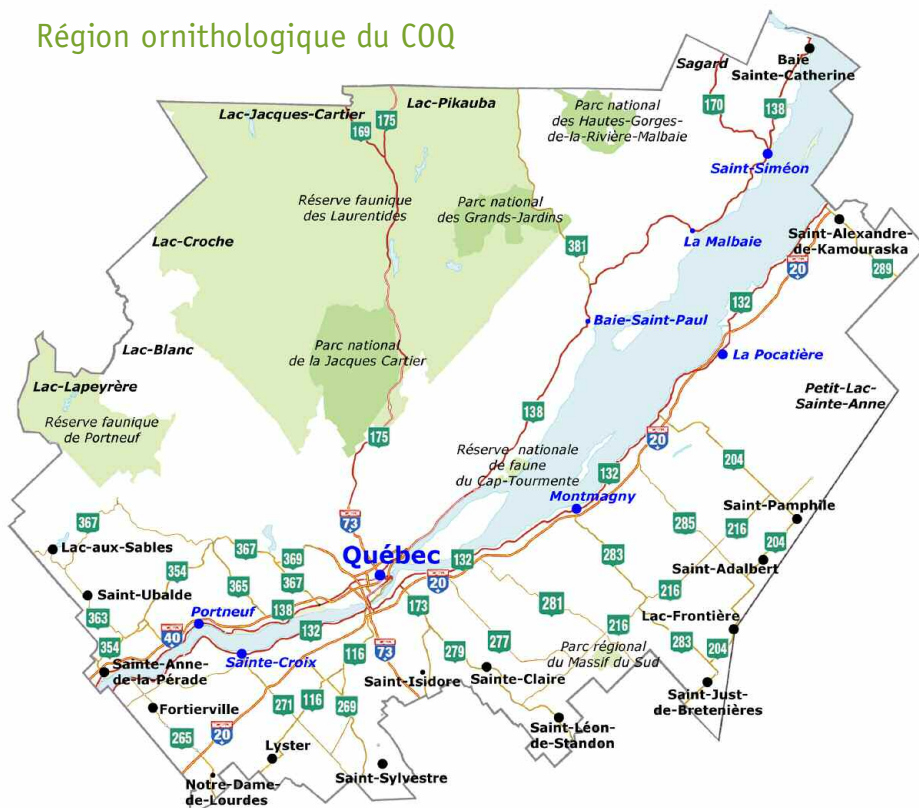 Région ornithologique du COQ
Baie
Sainte-Catherine
Sagard
170
138
Lac-Pikauba
Lac-Jacques-Cartier
175
169
Parc national
des Hautes-Gorges-
de-la-Rivière-Malbaie
Saint-Siméon
Réserve faunique
des Laurentides
Parc national
des Grands-Jardins
La Malbaie
381
Lac-Croche
Saint-Alexandre-
de-Kamouraska
20
289
132
Baie-Saint-Paul
Parc national
de la Jacques Cartier
Lac-Blanc
La Pocatière
Lac-Lapeyrère
Petit-Lac-
Sainte-Anne
Réserve faunique
de Portneuf
138
175
20
Réserve nationale
de faune
du Cap-Tourmente
132
204
Montmagny
Saint-Pamphile
73
367
285
216
204
Lac-aux-Sables
367
369
Québec
132
283
Saint-Adalbert
354
365
367
20
216
Saint-Ubalde
138
173
281
Lac-Frontière
363
Portneuf
132
216
40
354
116
73
279
277
Parc régional
du Massif du Sud
283
204
Sainte-Croix
Sainte-Anne-
de-la-Pérade
Saint-Isidore
Sainte-Claire
Saint-Just-
de-Bretenières
Fortierville
271
116
269
Saint-Léon-
de-Standon
265
20
Lyster
Saint-Sylvestre
Notre-Dame-
de-Lourdes